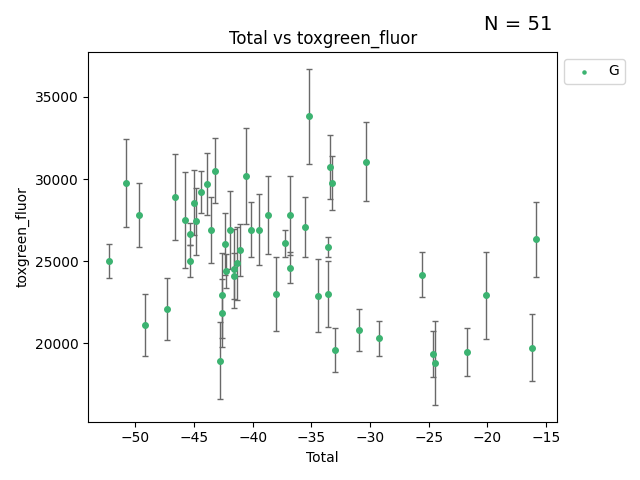 N = 51
Total vs toxgreen_fluor
G
toxgreen_fluor
35000
30000
25000
20000
−50 −45 −40 −35 −30 −25 −20 −15
Total